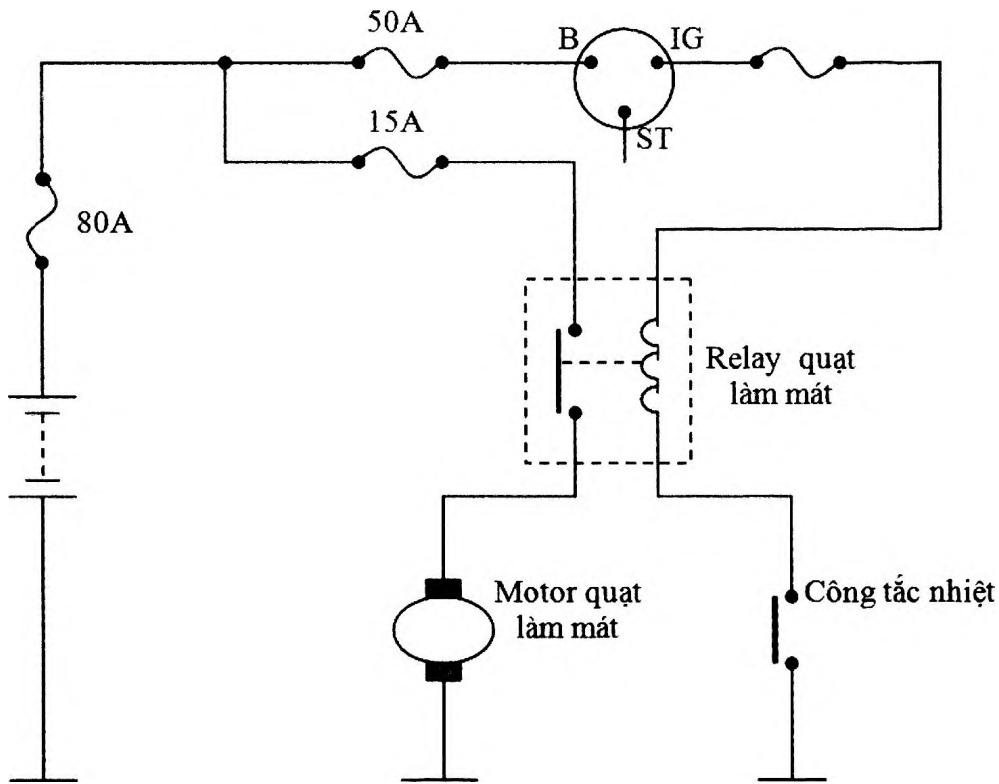 50A
B
IG
15A
ST
80A
Relay quạt
làm mát
Motor quạt
làm mát
Công tắc nhiệt